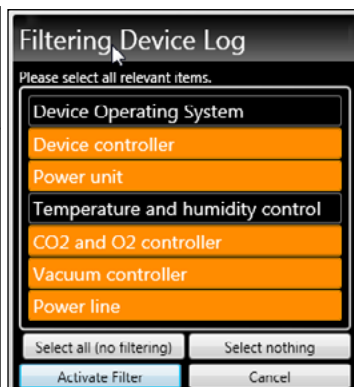 Filtering Device Log
Please select all relevant items.
Device Operating System
Device controller
Power unit
Temperature and humidity control
CO2 and O2 controller
Vacuum controller
Power line
Select all (no filtering)
Select nothing
Activate Filter
Cancel